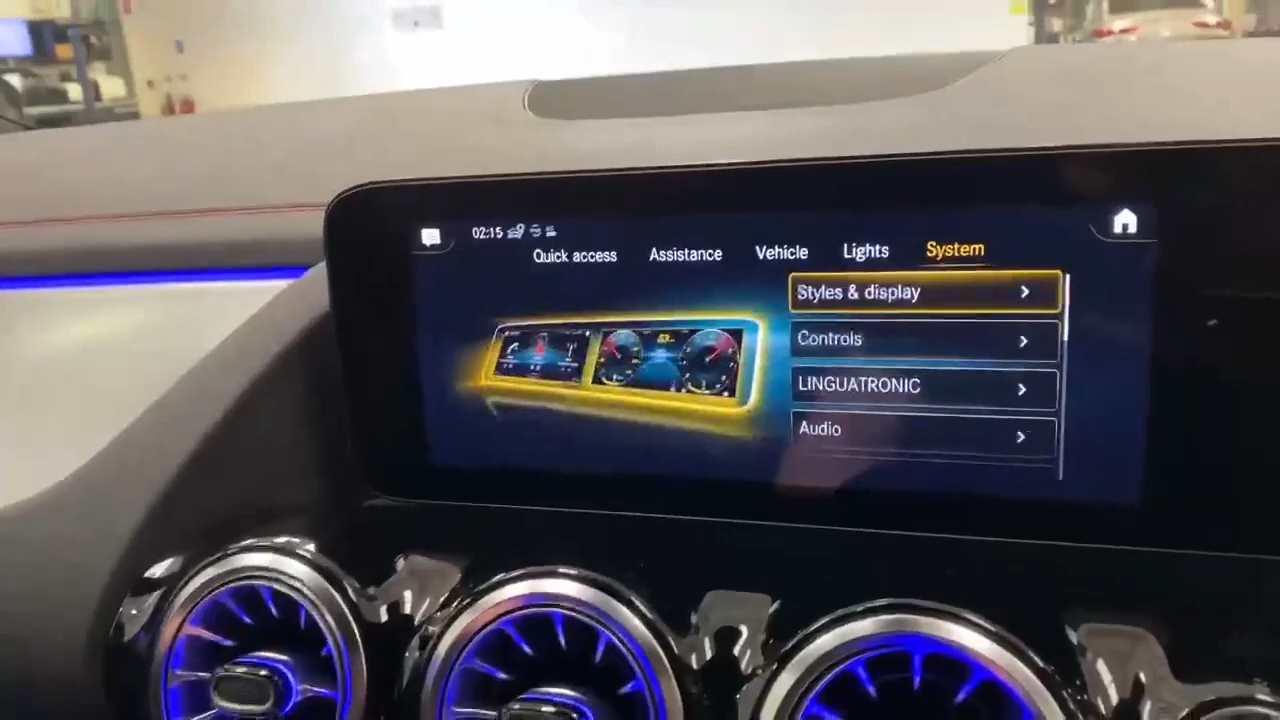 02:15
Quick access Assistance Vehicle Lights System
Styles & display
Controls
LINGUATRONIC
Audio